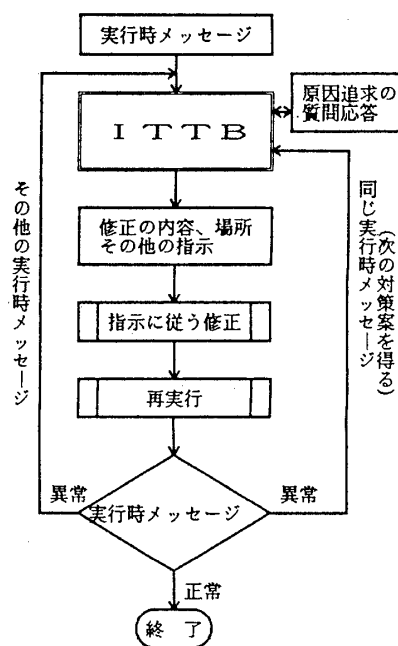 実行時メッセージ
ITTB
原因追求の
質問応答
修正の内容、場所
その他の指示
指示に従う修正
再実行
実行時メッセージ
異常
異常
正常
終 了
その他の実行時メッセージ
同じ実行時メッセージ
(次の対策案を得る)